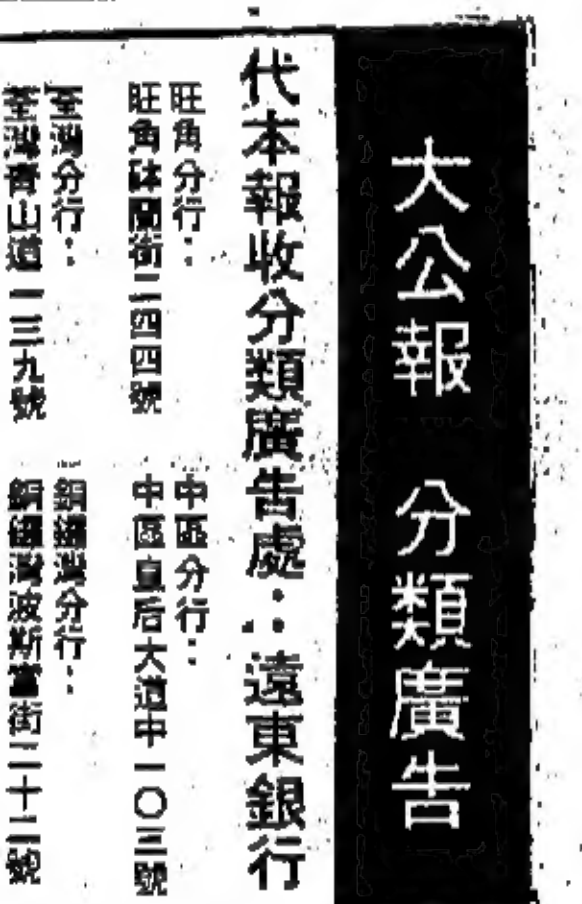 大公報 分類廣告
代本報收分類廣告處：遠東銀行
旺角分行：
旺角砵蘭街二四四號
中區分行：
中區皇后大道中一〇三號
荃灣分行：
荃灣青山道一三九號
銅鑼灣分行：
銅鑼灣波斯富街二十二號